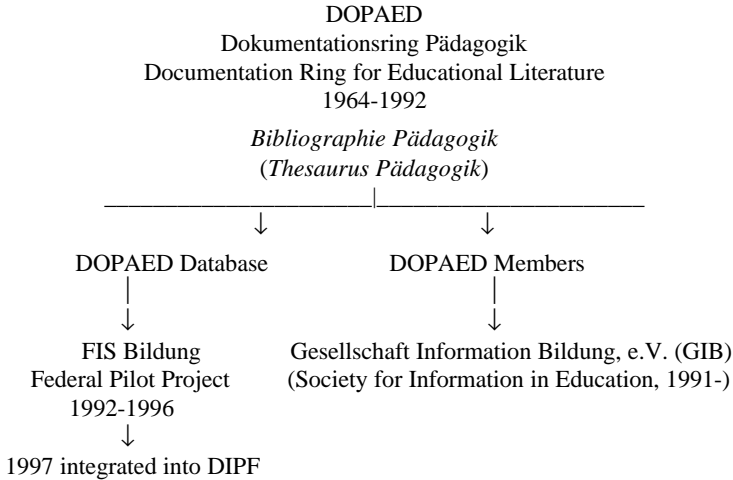 DOPAED
Dokumentationsring Pädagogik
Documentation Ring for Educational Literature
1964-1992
Bibliographie Pädagogik
(Thesaurus Pädagogik)
DOPAED Database
DOPAED Members
FIS Bildung
Federal Pilot Project
1992-1996
1997 integrated into DIPF
Gesellschaft Information Bildung, e.V. (GIB)
(Society for Information in Education, 1991-)